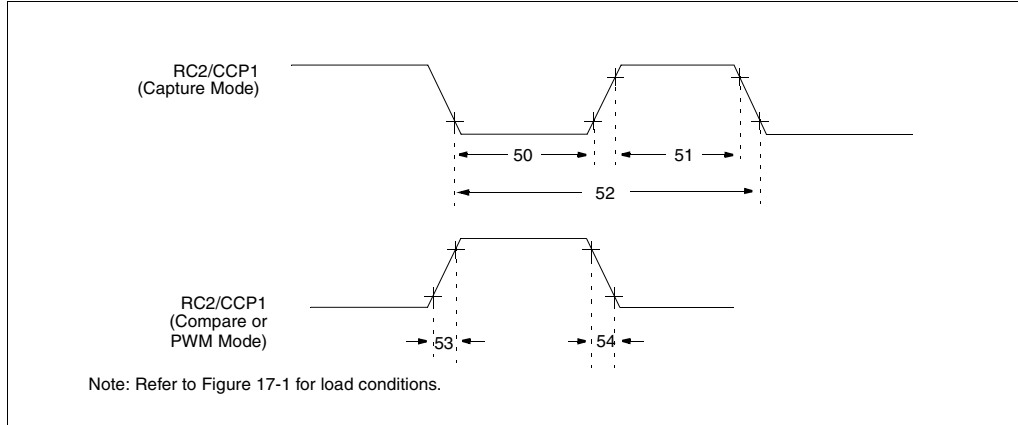 RC2/CCP1
(Capture Mode)
50
51
52
RC2/CCP1
(Compare or
PWM Mode)
53
54
Note: Refer to Figure 17-1 for load conditions.